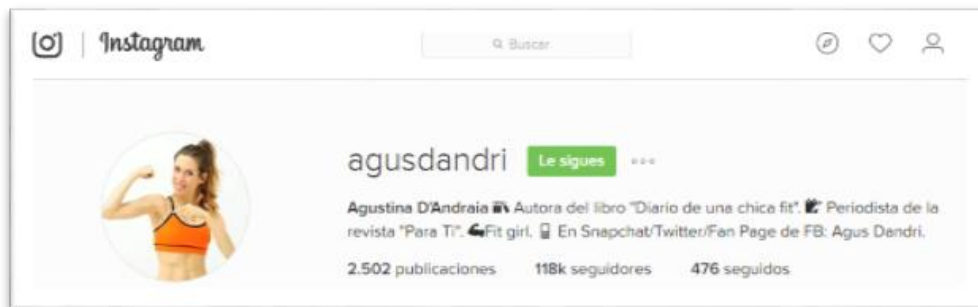 Instagram
Buscar
agusdandri Le sigues
Agustina D'Andraia Autora del libro "Diario de una chica fit". Periodista de la
revista "Para Ti". Fit girl. En Snapchat/Twitter/Fan Page de FB: Agus Dandri.
2.502 publicaciones 118k seguidores 476 seguidos